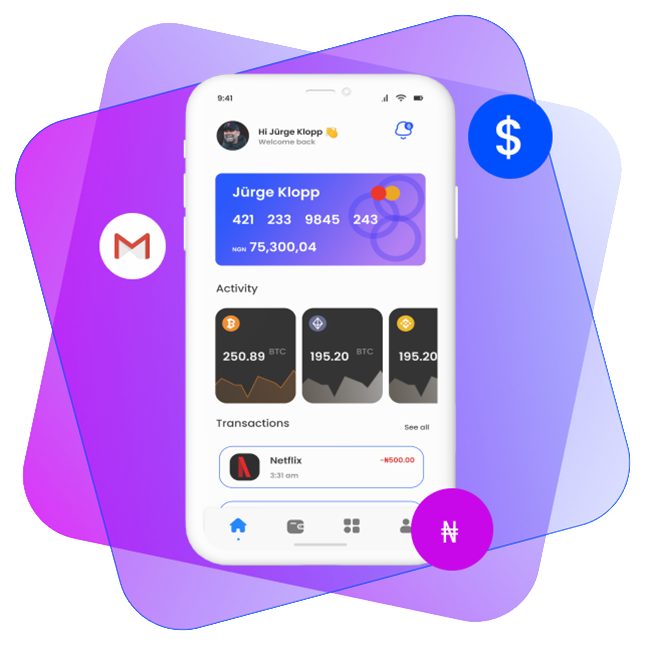 9:41
Hi Jürge Klopp 👋
Welcome back
$
Jürge Klopp
421 233 9845 243
NGN 75,300,04
Activity
250.89 BTC
195.20 BTC
195.20
Transactions
See all
Netflix
-₦500.00
3:31 am
₦